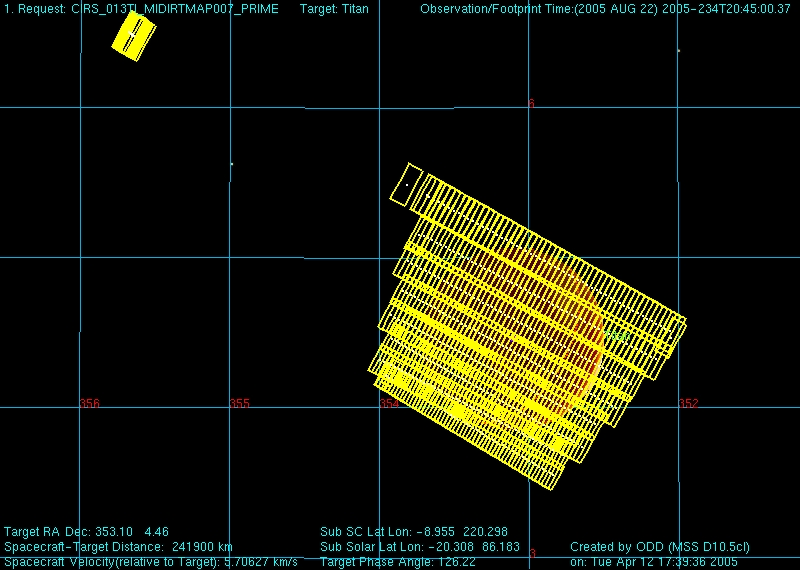 1. Request: CIRS_013TI_MIDIRTMAP007_PRIME Target: Titan Observation/Footprint Time:(2005 AUG 22) 2005-234T20:45:00.37
6
356 355 354 352
Target RA Dec: 353.10 4.46 Sub SC Lat Lon: -8.955 220.298
Spacecraft-Target Distance: 241900 km Sub Solar Lat Lon: -20.308 86.183 3 Created by ODD (MSS D10.5cl)
Spacecraft Velocity(relative to Target): 5.70627 km/s Target Phase Angle: 126.22 on: Tue Apr 12 17:39:36 2005